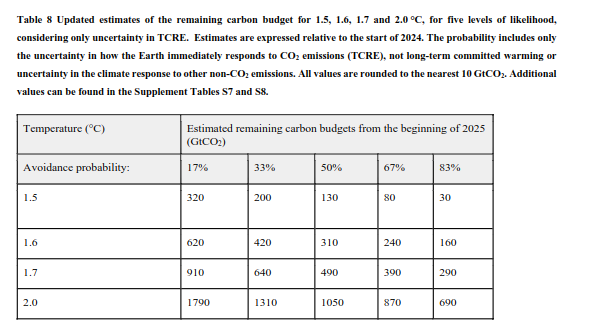 Table 8 Updated estimates of the remaining carbon budget for 1.5, 1.6, 1.7 and 2.0 °C, for five levels of likelihood,
considering only uncertainty in TCRE. Estimates are expressed relative to the start of 2024. The probability includes only
the uncertainty in how the Earth immediately responds to CO₂ emissions (TCRE), not long-term committed warming or
uncertainty in the climate response to other non-CO₂ emissions. All values are rounded to the nearest 10 GtCO₂. Additional
values can be found in the Supplement Tables S7 and S8.
Temperature (°C) Estimated remaining carbon budgets from the beginning of 2025
(GtCO₂)
Avoidance probability: 17% 33% 50% 67% 83%
1.5 320 200 130 80 30
1.6 620 420 310 240 160
1.7 910 640 490 390 290
2.0 1790 1310 1050 870 690